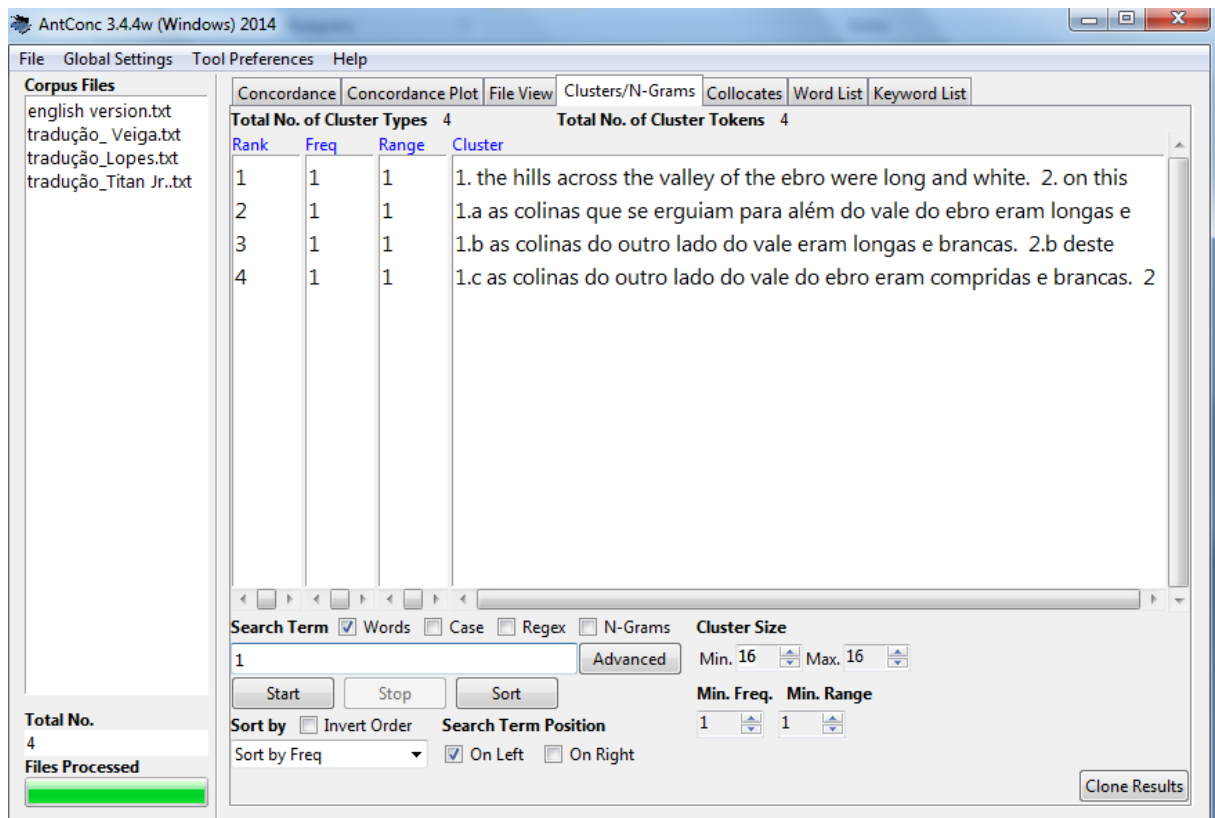 AntConc 3.4.4w (Windows) 2014
File Global Settings Tool Preferences Help
Corpus Files
english version.txt
tradução_ Veiga.txt
tradução_Lopes.txt
tradução_Titan Jr..txt
Concordance Concordance Plot File View Clusters/N-Grams Collocates Word List Keyword List
Total No. of Cluster Types 4 Total No. of Cluster Tokens 4
Rank Freq Range Cluster
1 1 1 1. the hills across the valley of the ebro were long and white. 2. on this
2 1 1 1.a as colinas que se erguiam para além do vale do ebro eram longas e
3 1 1 1.b as colinas do outro lado do vale eram longas e brancas. 2.b deste
4 1 1 1.c as colinas do outro lado do vale do ebro eram compridas e brancas. 2
Search Term Words Case Regex N-Grams Cluster Size
1 Advanced Min. 16 Max. 16
Start Stop Sort Min. Freq. Min. Range
Total No.
4
Files Processed
Sort by Invert Order Search Term Position 1 1
Sort by Freq On Left On Right
Clone Results